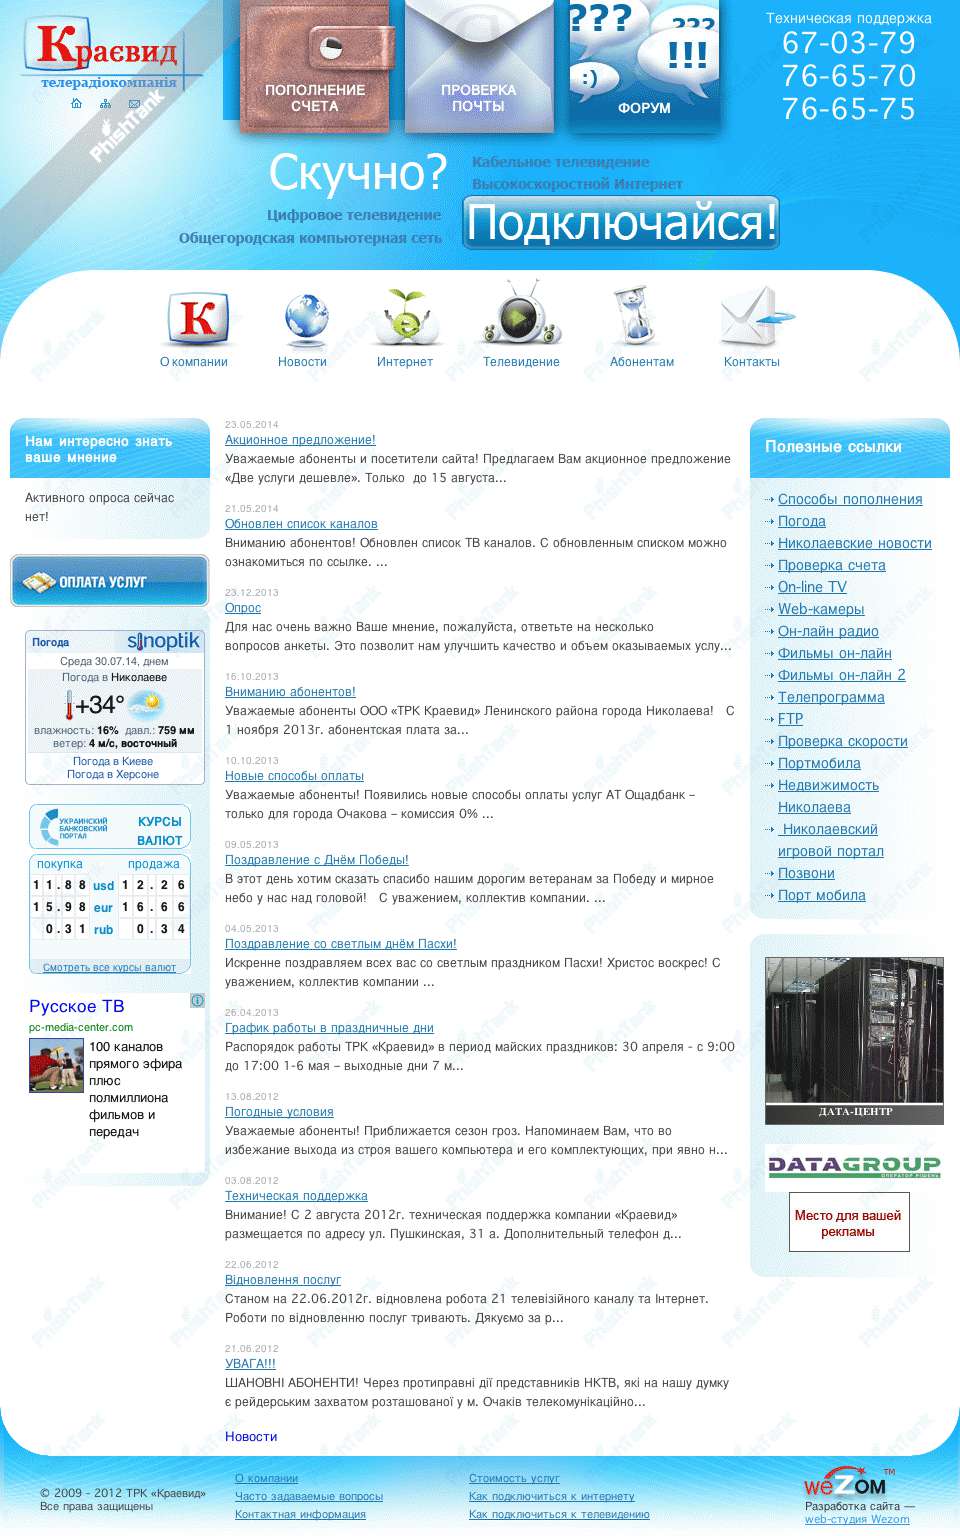 Краєвид
телерадіокомпанія
PhishTank
ПОПОЛНЕНИЕ
СЧЕТА
ПРОВЕРКА
ПОЧТЫ
???
???
!!!
:)
ФОРУМ
Техническая поддержка
67-03-79
76-65-70
76-65-75
Скучно?
Кабельное телевидение
Высокоскоростной Интернет
Цифровое телевидение
Общегородская компьютерная сеть
Подключайся!
К
О компании
Новости
Интернет
Телевидение
Абонентам
Контакты
Нам интересно знать
ваше мнение
Активного опроса сейчас
нет!
ОПЛАТА УСЛУГ
Погода
sinoptik
Среда 30.07.14, днем
Погода в Николаеве
+34°
влажность: 16% давл.: 759 мм
ветер: 4 м/с, восточный
Погода в Киеве
Погода в Херсоне
УКРАИНСКИЙ
БАНКОВСКИЙ
ПОРТАЛ
КУРСЫ
ВАЛЮТ
покупка продажа
11.88 usd 12.26
15.98 eur 16.66
0.31 rub 0.34
Смотреть все курсы валют
Русское ТВ
pc-media-center.com
100 каналов
прямого эфира
плюс
полмиллиона
фильмов и
передач
23.05.2014
Акционное предложение!
Уважаемые абоненты и посетители сайта! Предлагаем Вам акционное предложение
«Две услуги дешевле». Только до 15 августа...
21.05.2014
Обновлен список каналов
Вниманию абонентов! Обновлен список ТВ каналов. С обновленным списком можно
ознакомиться по ссылке. ...
23.12.2013
Опрос
Для нас очень важно Ваше мнение, пожалуйста, ответьте на несколько
вопросов анкеты. Это позволит нам улучшить качество и объем оказываемых услу...
16.10.2013
Вниманию абонентов!
Уважаемые абоненты ООО «ТРК Краевид» Ленинского района города Николаева! С
1 ноября 2013г. абонентская плата за...
10.10.2013
Новые способы оплаты
Уважаемые абоненты! Появились новые способы оплаты услуг АТ Ощадбанк –
только для города Очакова – комиссия 0% ...
09.05.2013
Поздравление с Днём Победы!
В этот день хотим сказать спасибо нашим дорогим ветеранам за Победу и мирное
небо у нас над головой! С уважением, коллектив компании. ...
04.05.2013
Поздравление со светлым днём Пасхи!
Искренне поздравляем всех вас со светлым праздником Пасхи! Христос воскрес! С
уважением, коллектив компании ...
26.04.2013
График работы в праздничные дни
Распорядок работы ТРК «Краевид» в период майских праздников: 30 апреля - с 9:00
до 17:00 1-6 мая – выходные дни 7 м...
13.08.2012
Погодные условия
Уважаемые абоненты! Приближается сезон гроз. Напоминаем Вам, что во
избежание выхода из строя вашего компьютера и его комплектующих, при явно н...
03.08.2012
Техническая поддержка
Внимание! С 2 августа 2012г. техническая поддержка компании «Краевид»
размещается по адресу ул. Пушкинская, 31 а. Дополнительный телефон д...
22.06.2012
Відновлення послуг
Станом на 22.06.2012г. відновлена робота 21 телевізійного каналу та Інтернет.
Роботи по відновленню послуг тривають. Дякуємо за р...
21.06.2012
УВАГА!!!
ШАНОВНІ АБОНЕНТИ! Через протиправні дії представників НКТВ, які на нашу думку
є рейдерським захватом розташованої у м. Очаків телекомунікаційно...
Новости
Полезные ссылки
Способы пополнения
Погода
Николаевские новости
Проверка счета
On-line TV
Web-камеры
Он-лайн радио
Фильмы он-лайн
Фильмы он-лайн 2
Телепрограмма
FTP
Проверка скорости
Портмобила
Недвижимость
Николаева
Николаевский
игровой портал
Позвони
Порт мобила
ДАТА-ЦЕНТР
DATAGROUP
ОПЕРАТОР РІШЕНЬ
Место для вашей
рекламы
© 2009 - 2012 ТРК «Краевид»
Все права защищены
О компании
Часто задаваемые вопросы
Контактная информация
Стоимость услуг
Как подключиться к интернету
Как подключиться к телевидению
weZOM TM
Разработка сайта —
web-студия Wezom